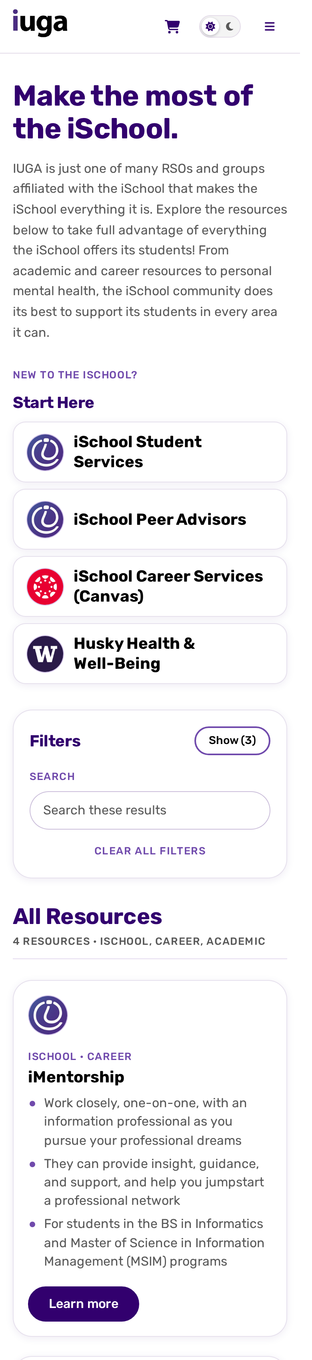 iuga
Make the most of
the iSchool.
IUGA is just one of many RSOs and groups
affiliated with the iSchool that makes the
iSchool everything it is. Explore the resources
below to take full advantage of everything
the iSchool offers its students! From
academic and career resources to personal
mental health, the iSchool community does
its best to support its students in every area
it can.
NEW TO THE ISCHOOL?
Start Here
iSchool Student
Services
iSchool Peer Advisors
iSchool Career Services
(Canvas)
W
Husky Health &
Well-Being
Filters
Show (3)
SEARCH
Search these results
CLEAR ALL FILTERS
All Resources
4 RESOURCES • ISCHOOL, CAREER, ACADEMIC
ISCHOOL • CAREER
iMentorship
Work closely, one-on-one, with an
information professional as you
pursue your professional dreams
They can provide insight, guidance,
and support, and help you jumpstart
a professional network
For students in the BS in Informatics
and Master of Science in Information
Management (MSIM) programs
Learn more